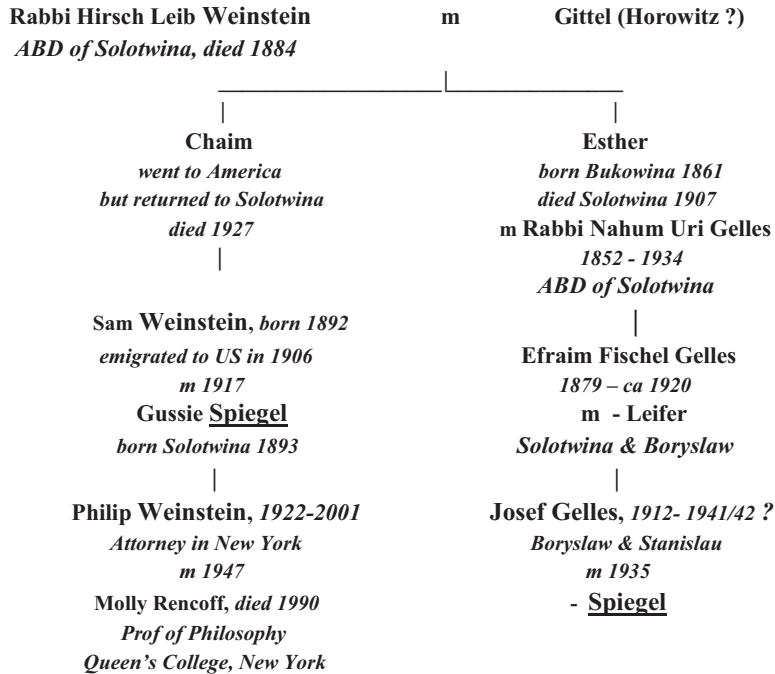 Rabbi Hirsch Leib Weinstein m Gittel (Horowitz ?)
ABD of Solotwina, died 1884
Chaim
went to America
but returned to Solotwina
died 1927
Sam Weinstein, born 1892
emigrated to US in 1906
m 1917
Gussie Spiegel
born Solotwina 1893
Philip Weinstein, 1922-2001
Attorney in New York
m 1947
Molly Rencoff, died 1990
Prof of Philosophy
Queen's College, New York
Esther
born Bukowina 1861
died Solotwina 1907
m Rabbi Nahum Uri Gelles
1852 - 1934
ABD of Solotwina
Efraim Fischel Gelles
1879 – ca 1920
m - Leifer
Solotwina & Boryslaw
Josef Gelles, 1912- 1941/42 ?
Boryslaw & Stanislau
m 1935
- Spiegel